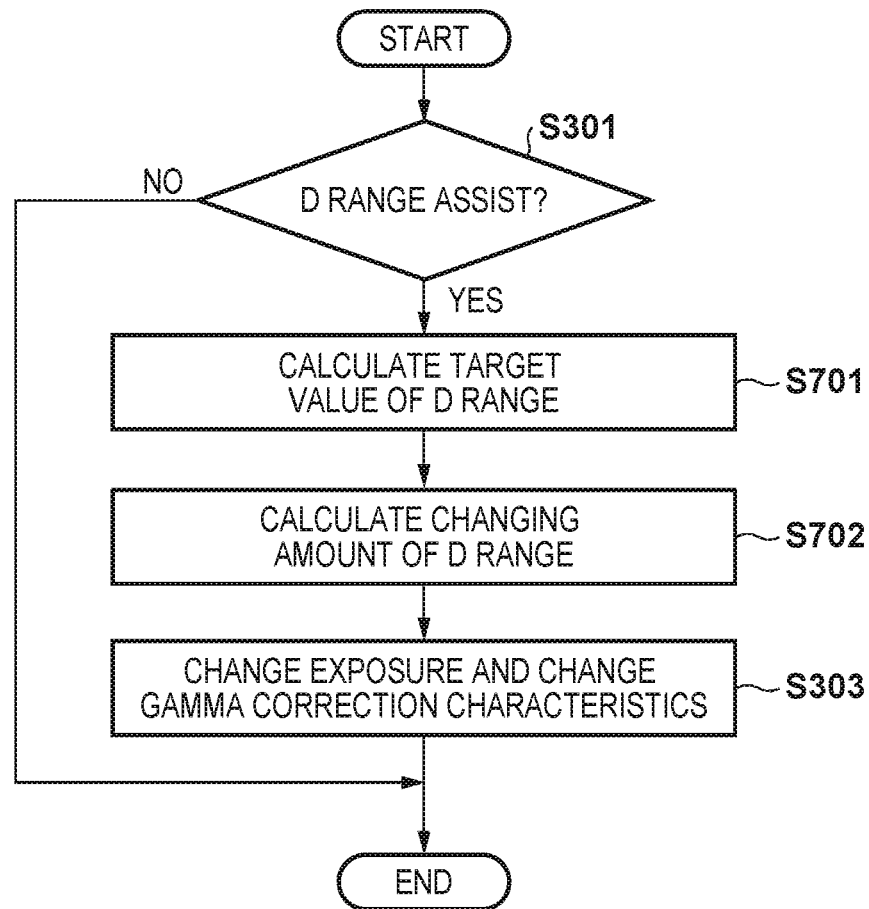 START
S301
NO
D RANGE ASSIST?
YES
CALCULATE TARGET
VALUE OF D RANGE
S701
CALCULATE CHANGING
AMOUNT OF D RANGE
S702
CHANGE EXPOSURE AND CHANGE
GAMMA CORRECTION CHARACTERISTICS
S303
END